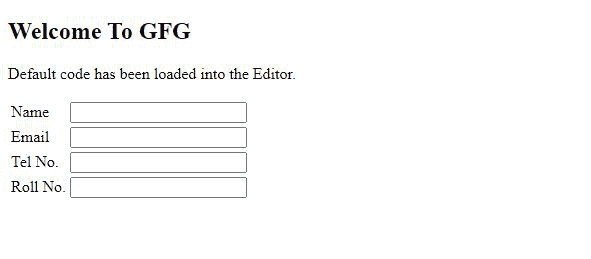 Welcome To GFG
Default code has been loaded into the Editor.
Name
Email
Tel No.
Roll No.